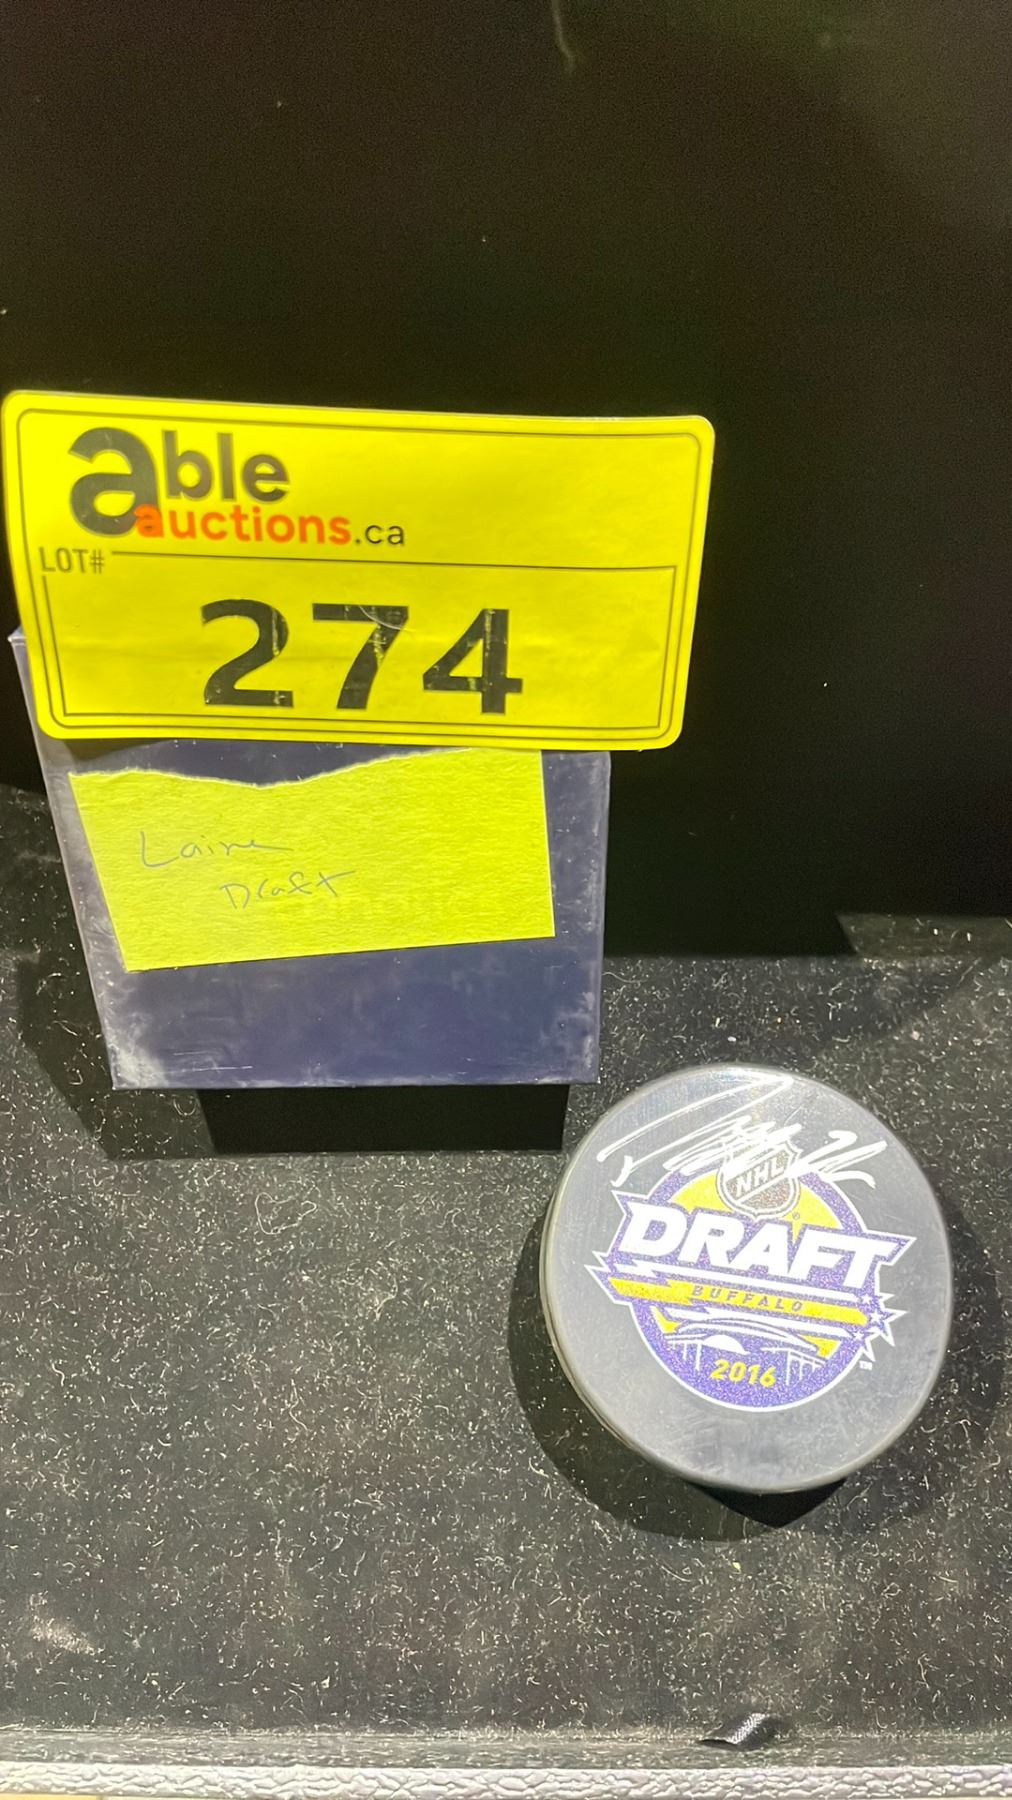 able
auctions.ca
LOT#
274
Laine
Draft
NHL
DRAFT
BUFFALO
2016